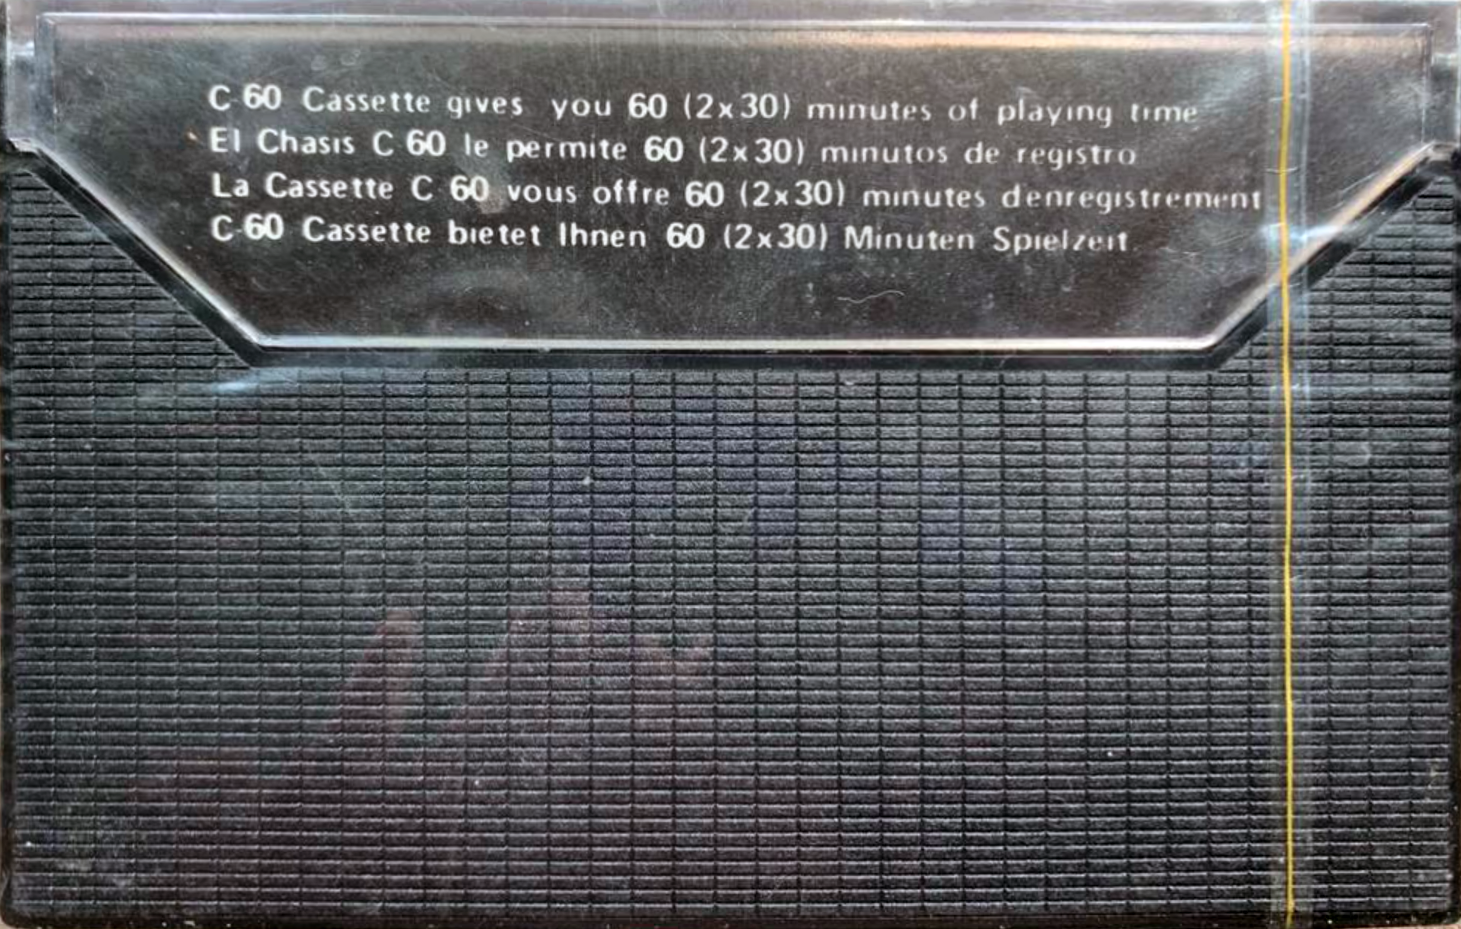 C-60 Cassette gives you 60 (2x30) minutes of playing time
El Chasis C 60 le permite 60 (2x30) minutos de registro
La Cassette C 60 vous offre 60 (2x30) minutes denregistrement
C-60 Cassette bietet Ihnen 60 (2x30) Minuten Spielzeit